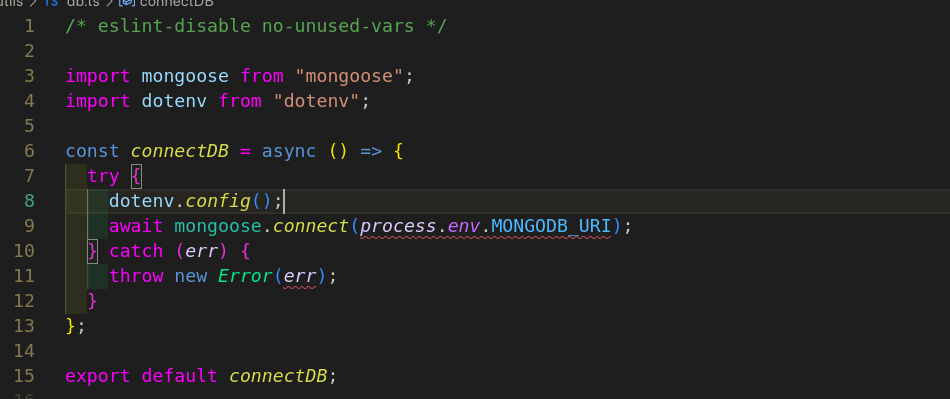 utils > TS db.ts > connectDB
1 /* eslint-disable no-unused-vars */
2
3 import mongoose from "mongoose";
4 import dotenv from "dotenv";
5
6 const connectDB = async () => {
7 try {
8 dotenv.config();
9 await mongoose.connect(process.env.MONGODB_URI);
10 } catch (err) {
11 throw new Error(err);
12 }
13 };
14
15 export default connectDB;
16